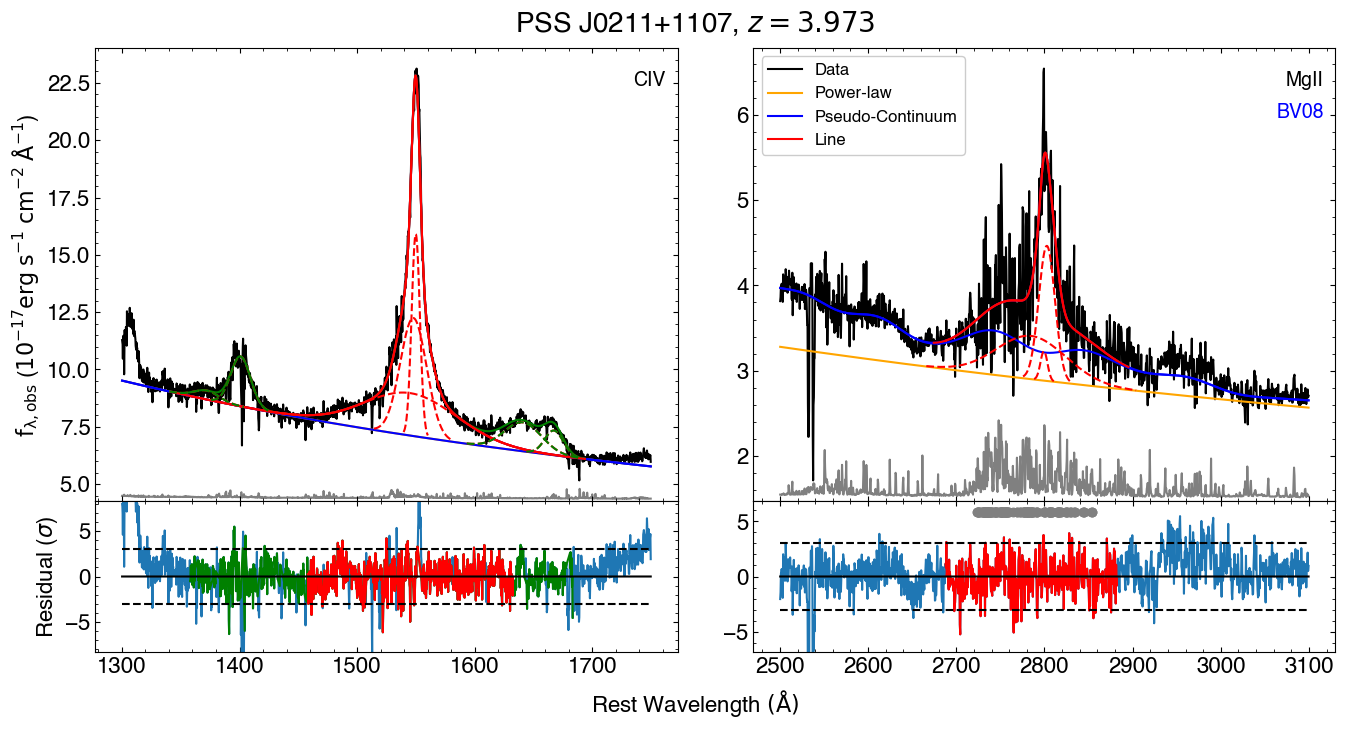 PSS J0211+1107, z = 3.973
CIV
22.5
20.0
17.5
15.0
12.5
10.0
7.5
5.0
fλ, obs (10⁻¹⁷erg s⁻¹ cm⁻² Å⁻¹)
Data
Power-law
Pseudo-Continuum
Line
MgII
BV08
6
5
4
3
2
5
0
−5
Residual (σ)
5
0
−5
1300 1400 1500 1600 1700
2500 2600 2700 2800 2900 3000 3100
Rest Wavelength (Å)